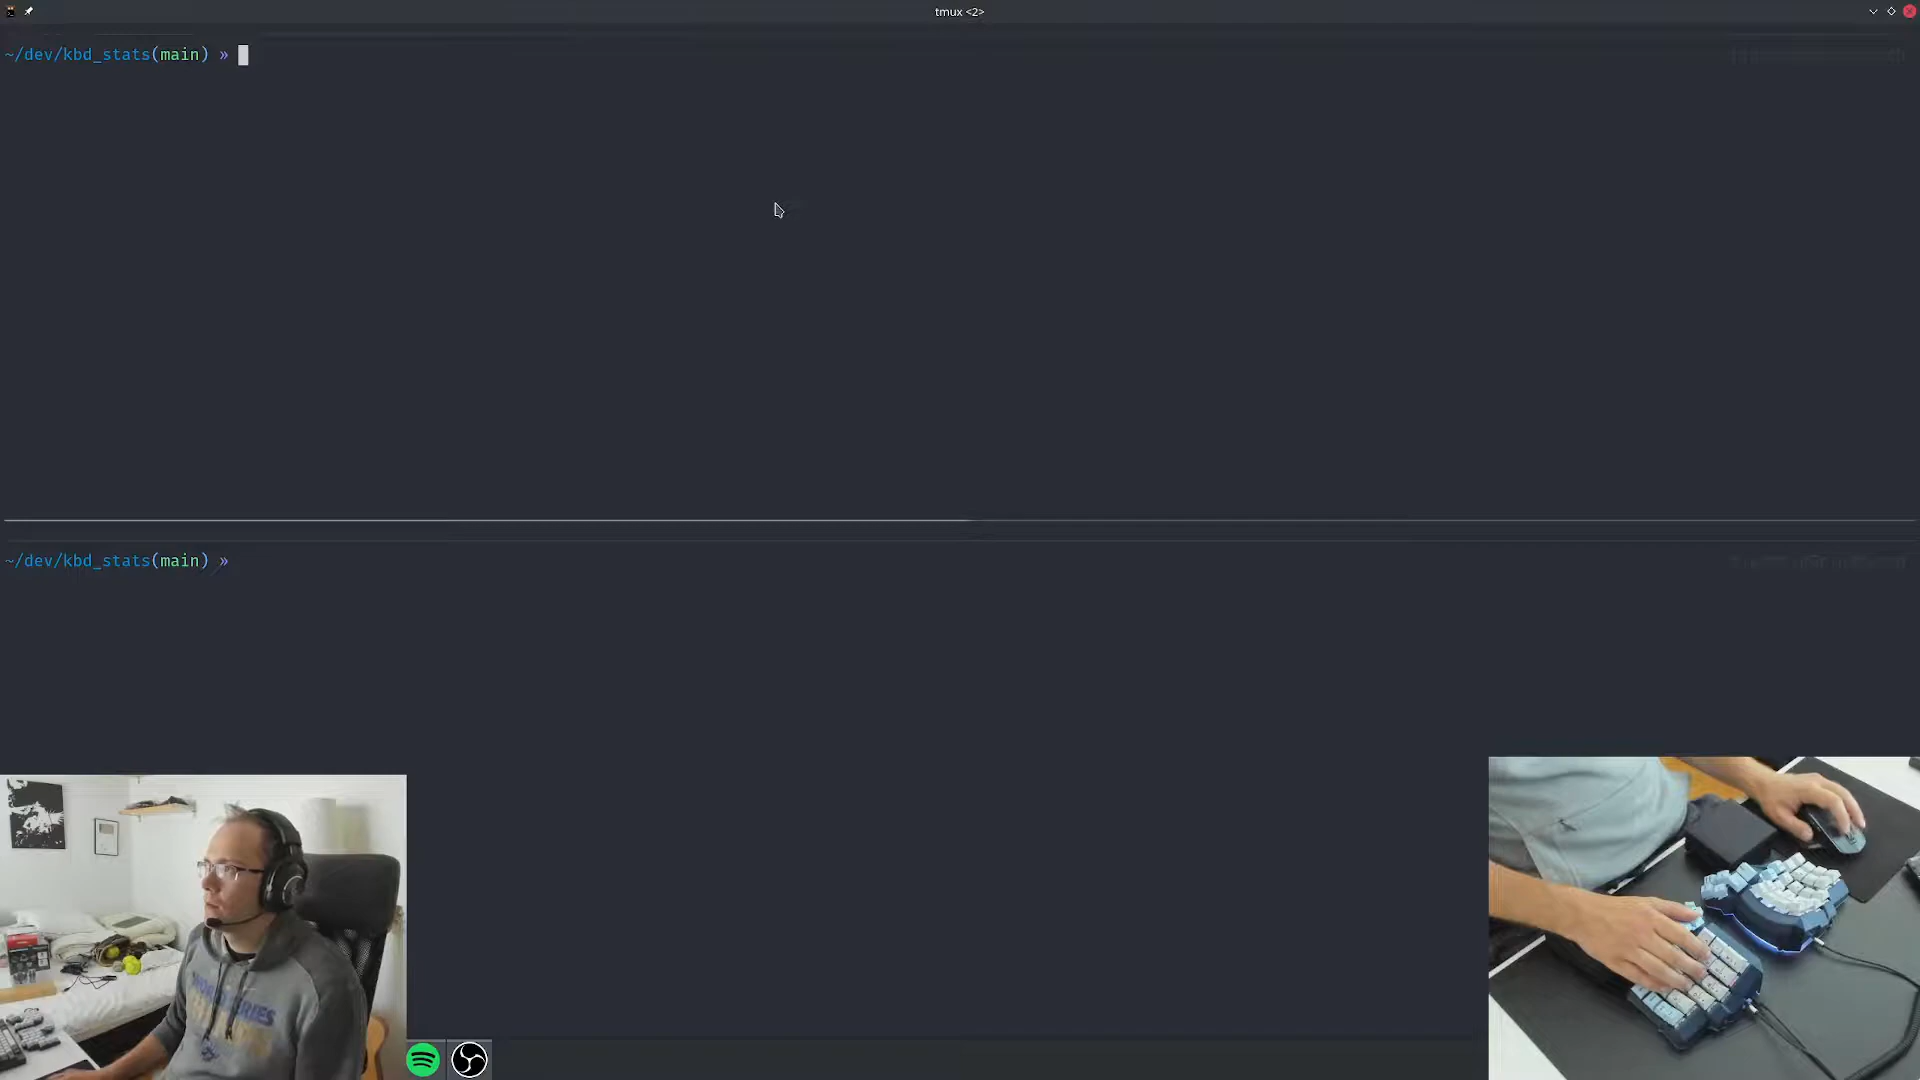 tmux <2>
~/dev/kbd_stats(main) »
~/dev/kbd_stats(main) »